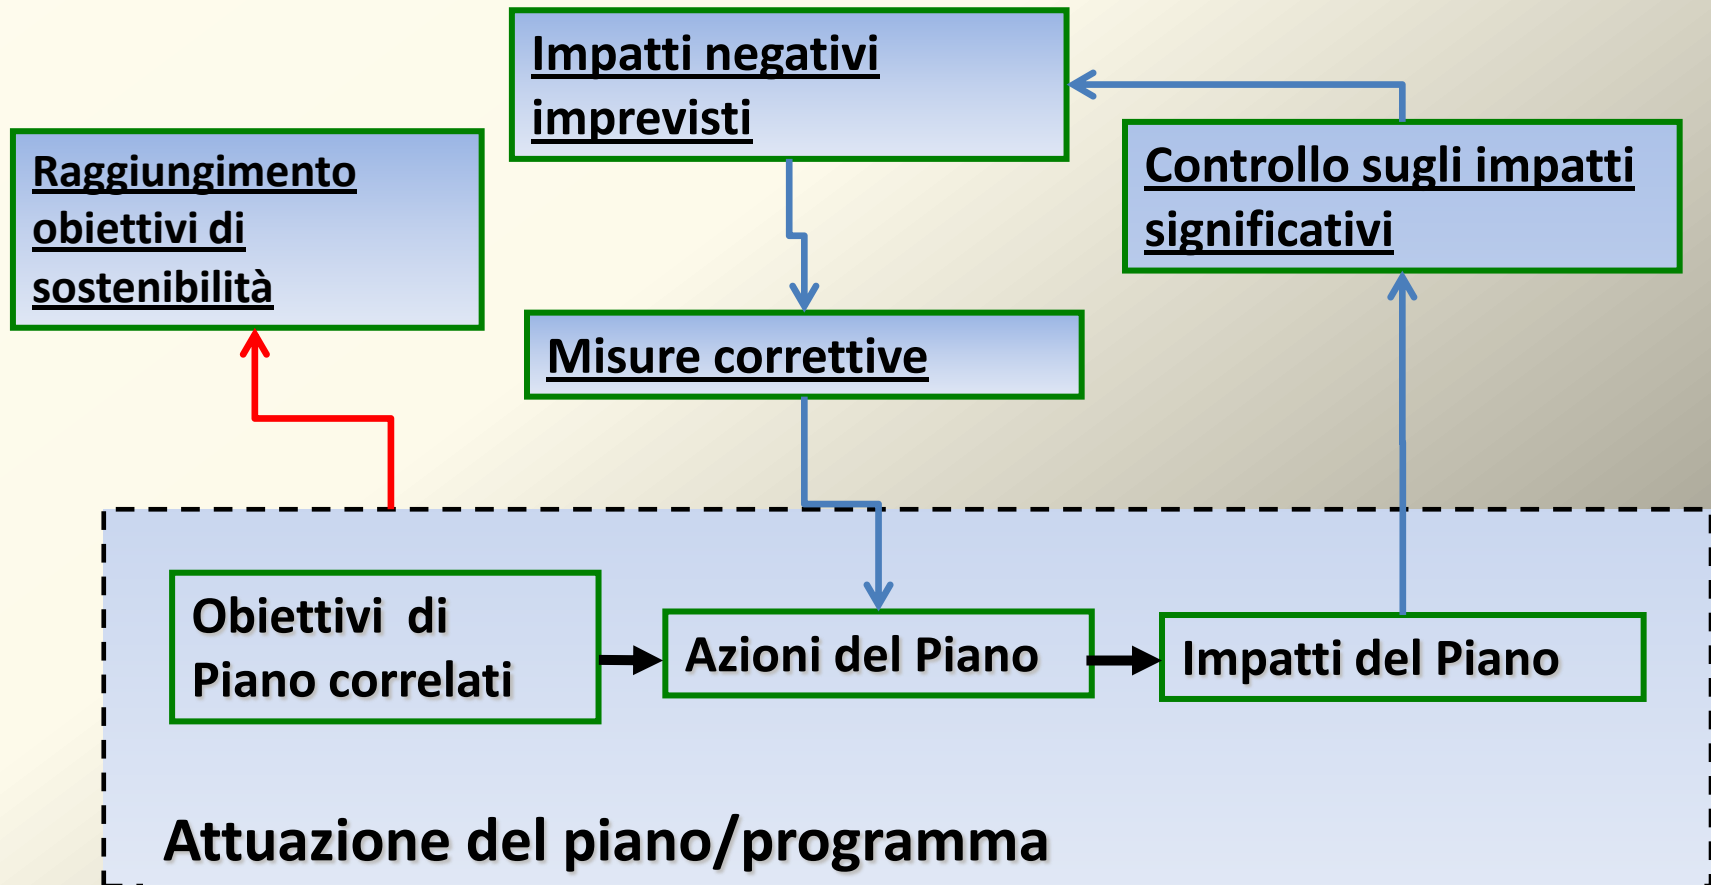 Impatti negativi
imprevisti
Raggiungimento
obiettivi di
sostenibilità
Controllo sugli impatti
significativi
Misure correttive
Obiettivi  di
Piano correlati
Azioni del Piano
Impatti del Piano
Attuazione del piano/programma